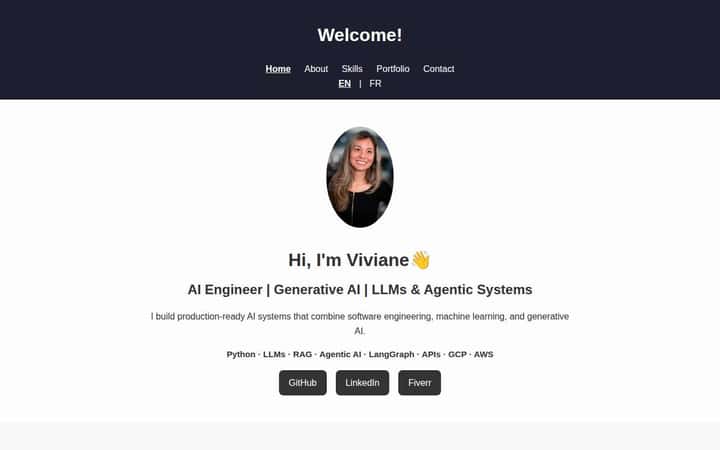 Welcome!
Home About Skills Portfolio Contact
EN | FR
Hi, I'm Viviane👋
AI Engineer | Generative AI | LLMs & Agentic Systems
I build production-ready AI systems that combine software engineering, machine learning, and generative
AI.
Python · LLMs · RAG · Agentic AI · LangGraph · APIs · GCP · AWS
GitHub LinkedIn Fiverr